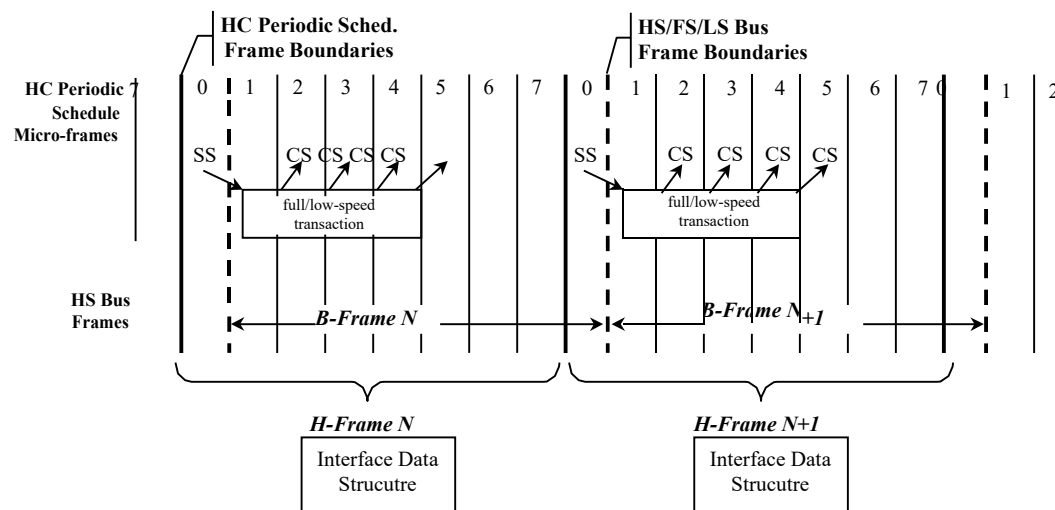 HC Periodic Sched.
Frame Boundaries
HS/FS/LS Bus
Frame Boundaries
HC Periodic
Schedule
Micro-frames
7 0 1 2 3 4 5 6 7 0 1 2 3 4 5 6 7 0 1 2
SS CS CS CS CS SS CS CS CS CS
full/low-speed
transaction
full/low-speed
transaction
HS Bus
Frames
B-Frame N
B-Frame N+1
H-Frame N
H-Frame N+1
Interface Data
Strucutre
Interface Data
Strucutre